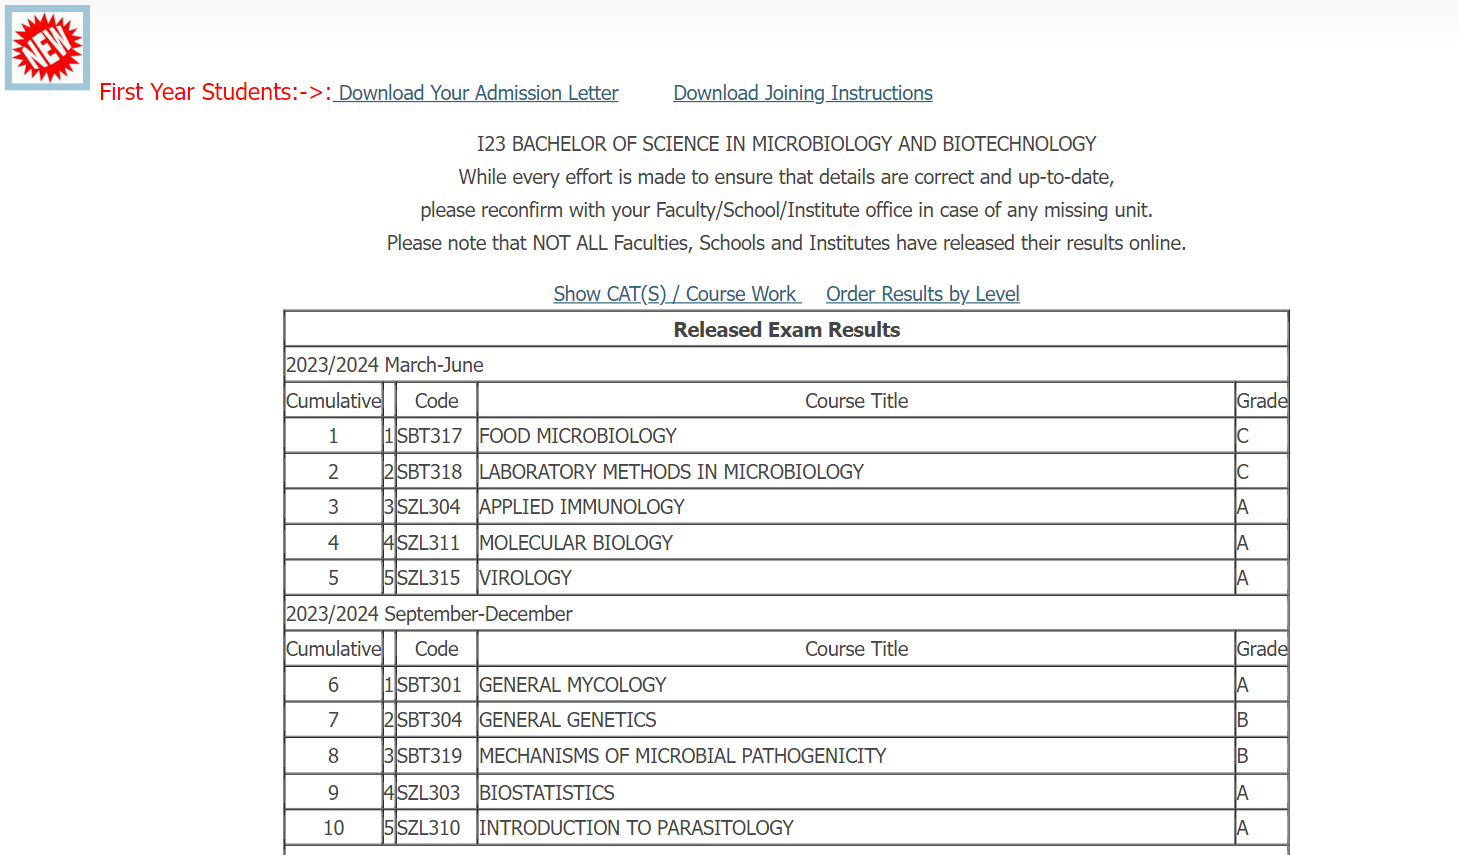 NEW
First Year Students:->: Download Your Admission Letter Download Joining Instructions
I23 BACHELOR OF SCIENCE IN MICROBIOLOGY AND BIOTECHNOLOGY
While every effort is made to ensure that details are correct and up-to-date,
please reconfirm with your Faculty/School/Institute office in case of any missing unit.
Please note that NOT ALL Faculties, Schools and Institutes have released their results online.
Show CAT(S) / Course Work Order Results by Level
Released Exam Results
2023/2024 March-June
Cumulative Code Course Title Grade
1 1 SBT317 FOOD MICROBIOLOGY C
2 2 SBT318 LABORATORY METHODS IN MICROBIOLOGY C
3 3 SZL304 APPLIED IMMUNOLOGY A
4 4 SZL311 MOLECULAR BIOLOGY A
5 5 SZL315 VIROLOGY A
2023/2024 September-December
Cumulative Code Course Title Grade
6 1 SBT301 GENERAL MYCOLOGY A
7 2 SBT304 GENERAL GENETICS B
8 3 SBT319 MECHANISMS OF MICROBIAL PATHOGENICITY B
9 4 SZL303 BIOSTATISTICS A
10 5 SZL310 INTRODUCTION TO PARASITOLOGY A